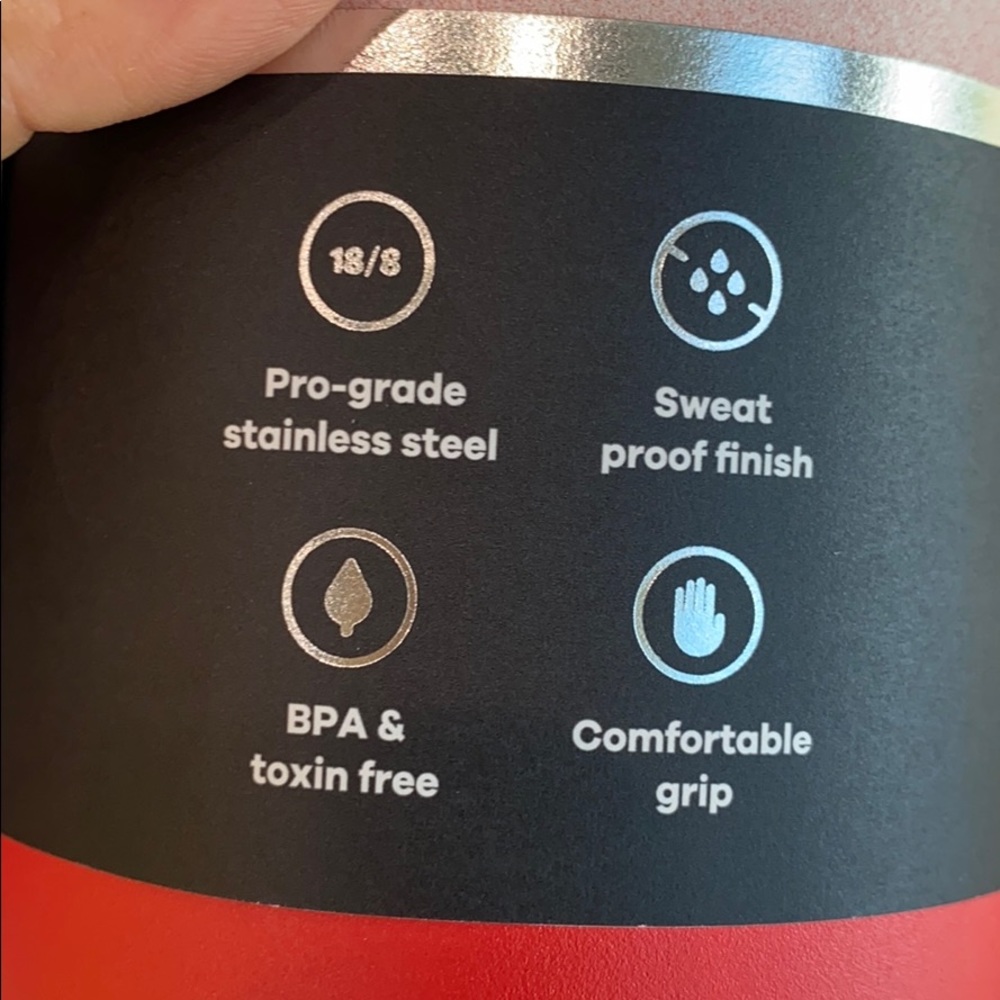 18/8
Pro-grade
stainless steel
Sweat
proof finish
BPA &
toxin free
Comfortable
grip